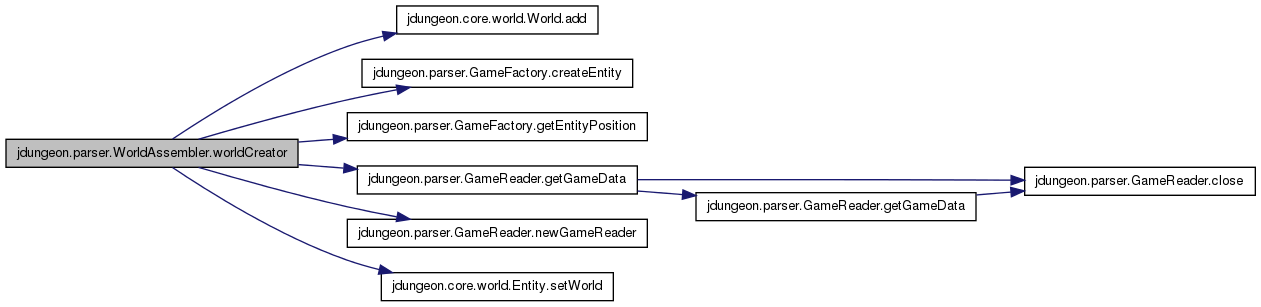 jdungeon.core.world.World.add
jdungeon.parser.GameFactory.createEntity
jdungeon.parser.GameFactory.getEntityPosition
jdungeon.parser.WorldAssembler.worldCreator
jdungeon.parser.GameReader.getGameData
jdungeon.parser.GameReader.close
jdungeon.parser.GameReader.getGameData
jdungeon.parser.GameReader.newGameReader
jdungeon.core.world.Entity.setWorld